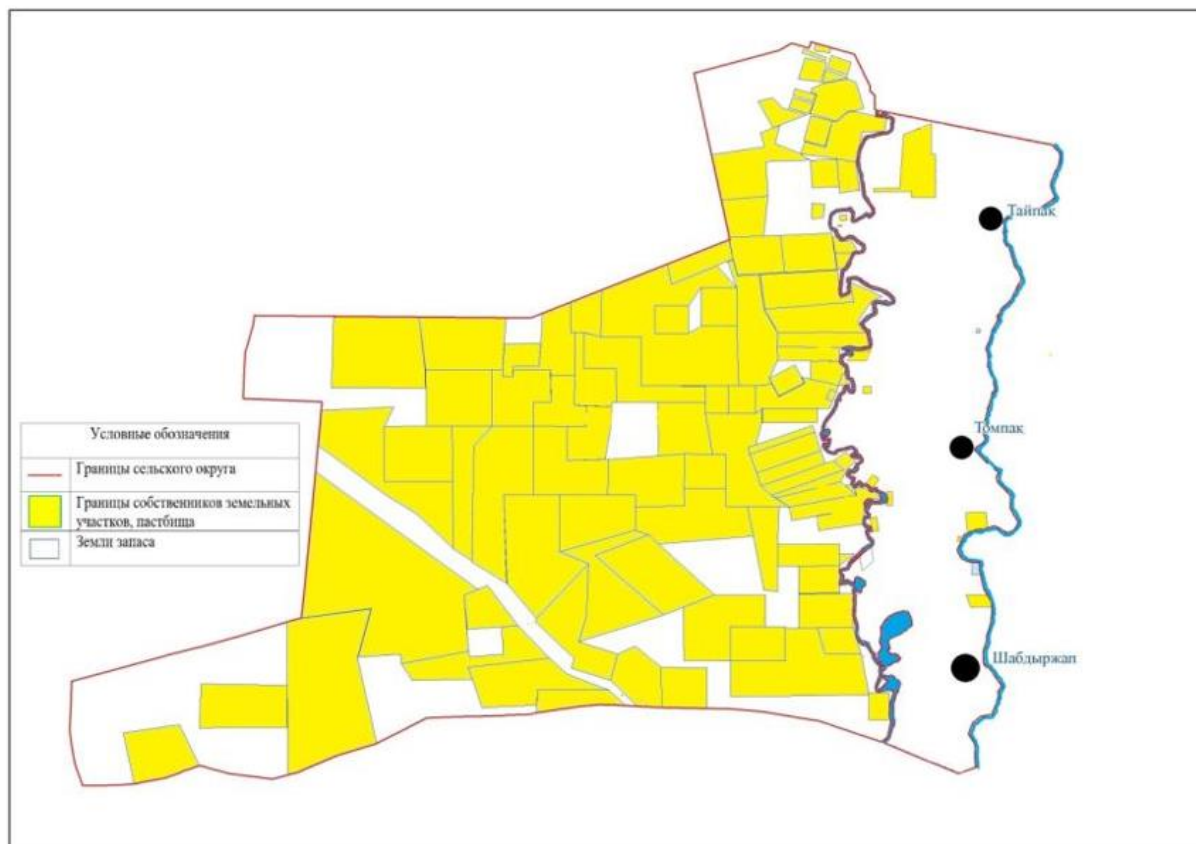 Тайпак
Томпак
Условные обозначения
Границы сельского округа
Границы собственников земельных
участков, пастбища
Земли запаса
Шабдыржап